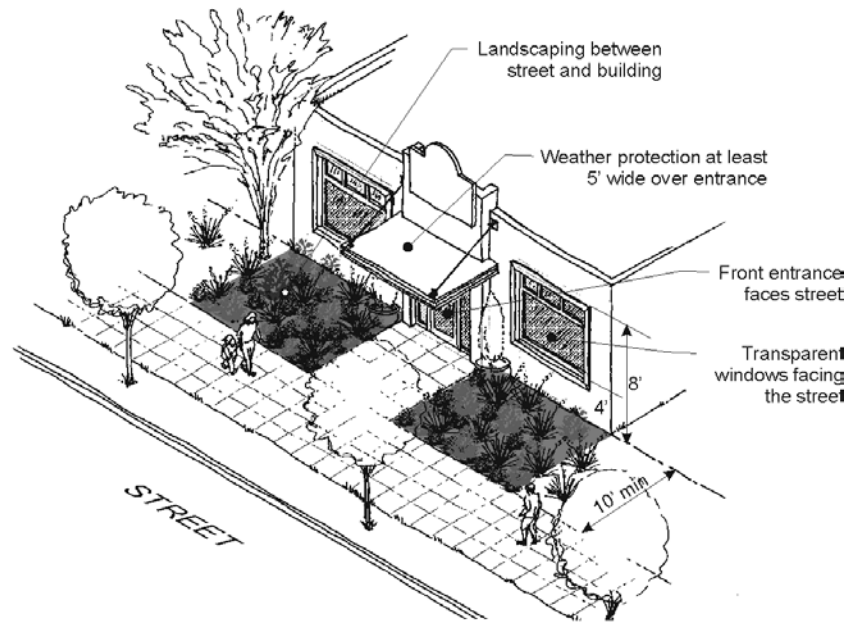 Landscaping between
street and building
Weather protection at least
5' wide over entrance
Front entrance
faces street
Transparent
windows facing
the street
8'
4'
10' min
STREET